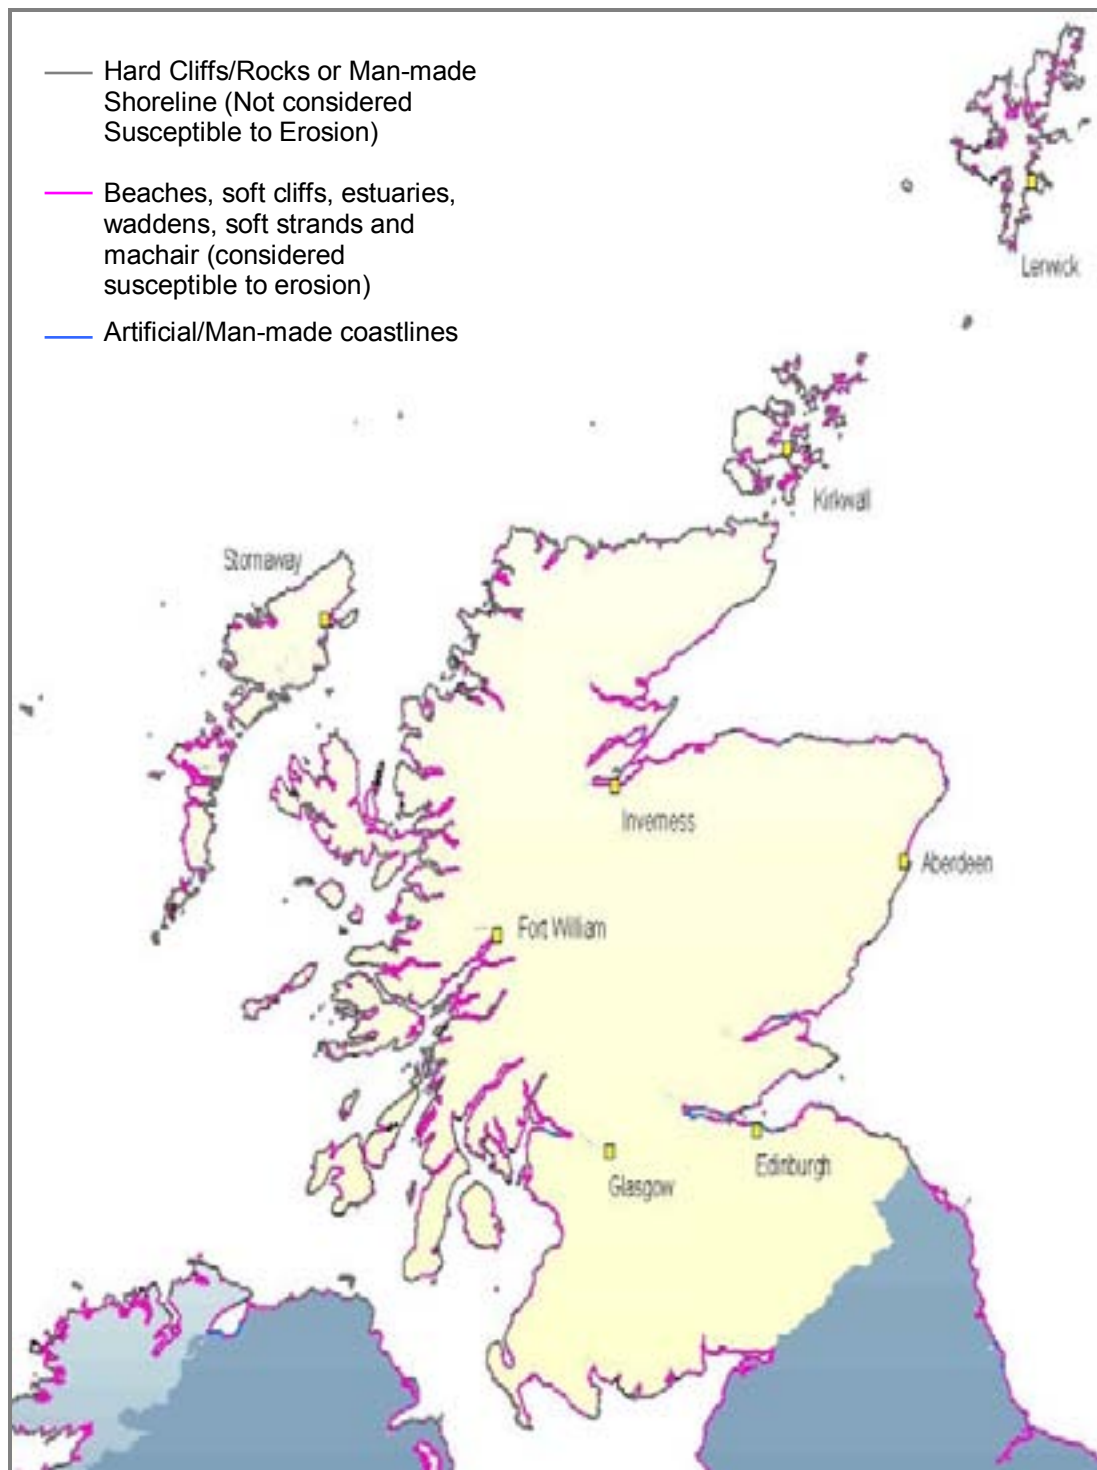 Hard Cliffs/Rocks or Man-made
Shoreline (Not considered
Susceptible to Erosion)
Beaches, soft cliffs, estuaries,
waddens, soft strands and
machair (considered
susceptible to erosion)
Artificial/Man-made coastlines
Lerwick
Kirkwall
Stornaway
Inverness
Aberdeen
Fort William
Edinburgh
Glasgow